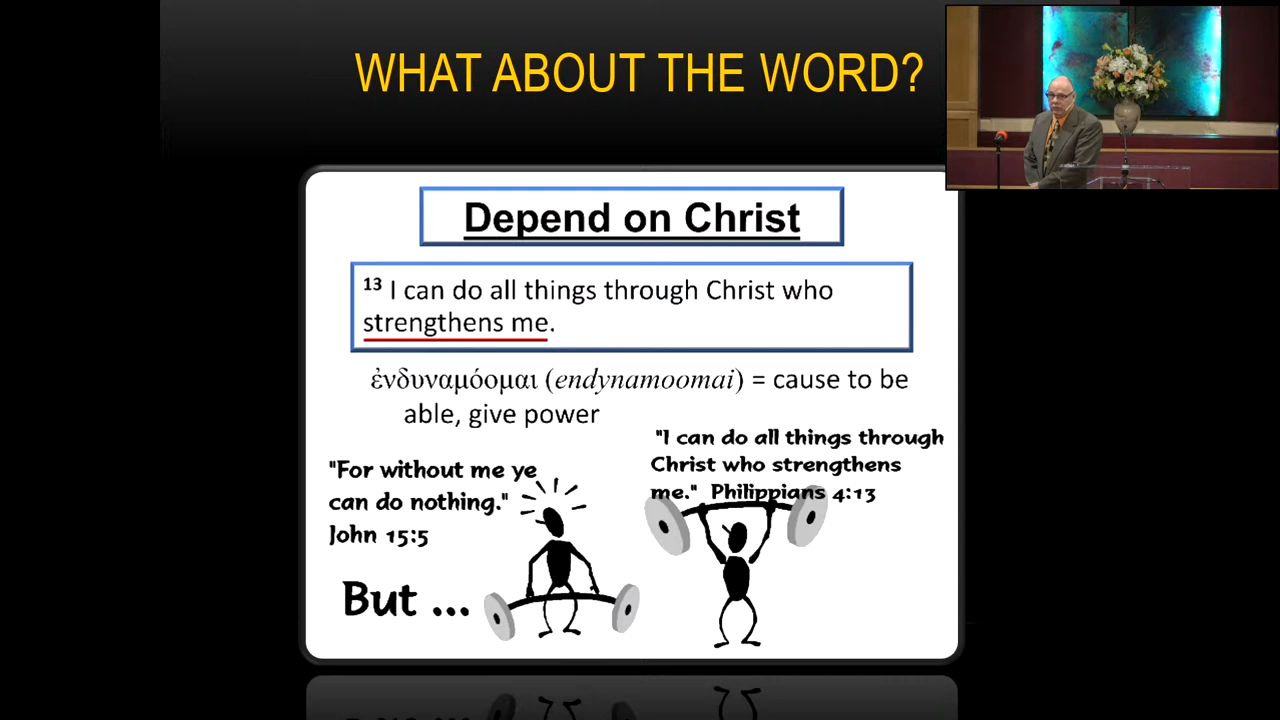 WHAT ABOUT THE WORD?
Depend on Christ
13 I can do all things through Christ who
strengthens me.
ἐνδυναμόομαι (endynamoomai) = cause to be
able, give power
"For without me ye
can do nothing."
John 15:5
But ...
"I can do all things through
Christ who strengthens
me." Philippians 4:13